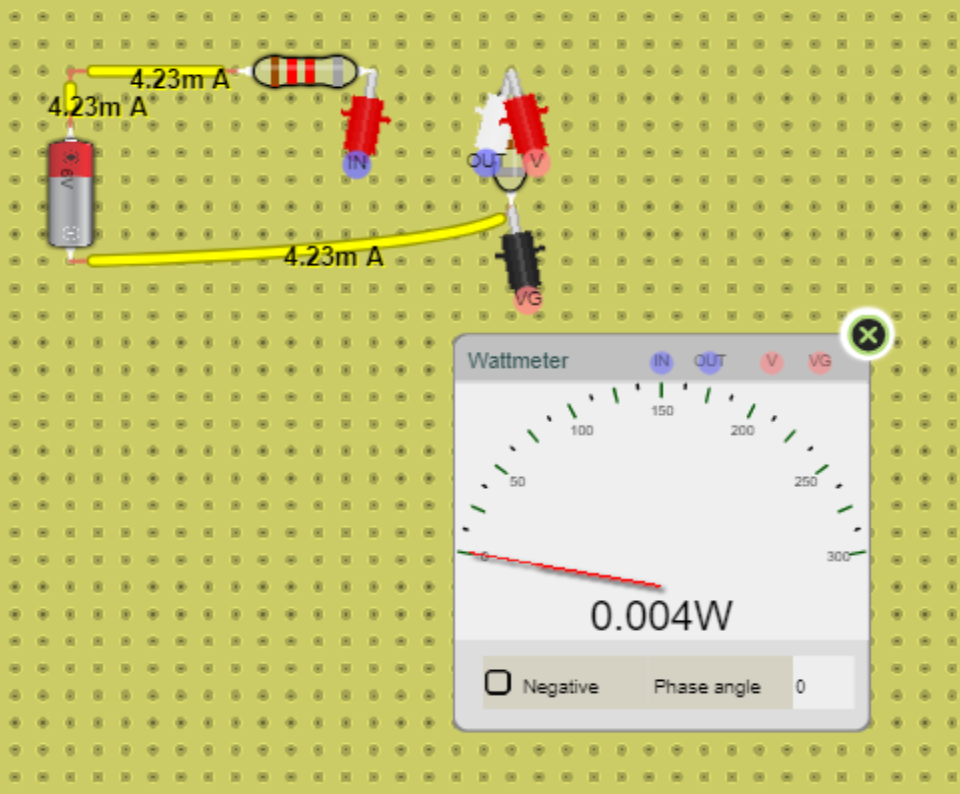 4.23m A
4.23m A
IN
OUT
V
6V
4.23m A
VG
Wattmeter IN OUT V VG
0
50
100
150
200
250
300
0.004W
Negative Phase angle 0